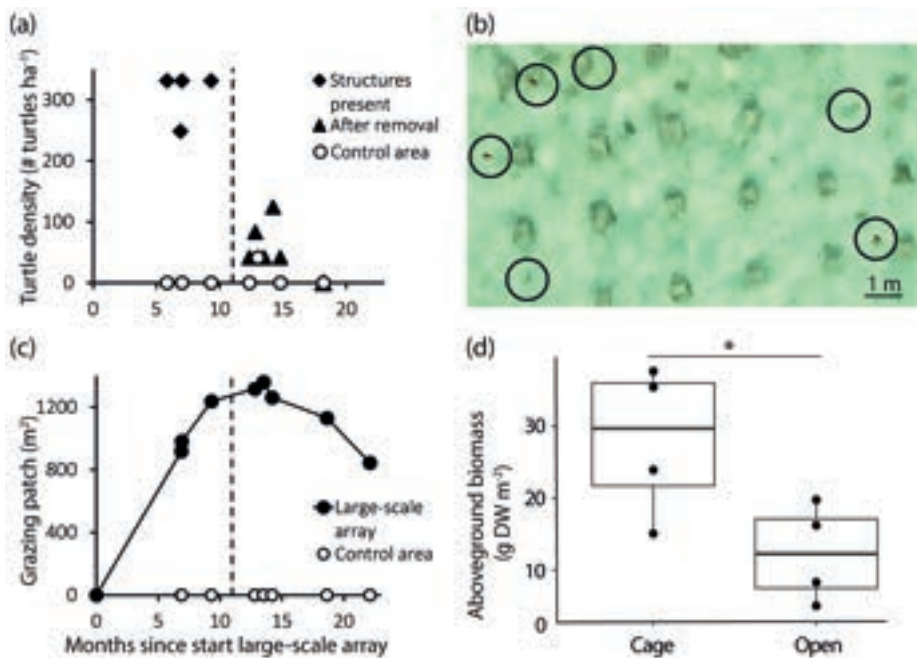 (a)
Turtle density (# turtles ha⁻¹)
300
200
100
0
0 5 10 15 20
Structures
present
After removal
Control area
(b)
1 m
(c)
Grazing patch (m²)
1200
800
400
0
0 5 10 15 20
Months since start large-scale array
Large-scale
array
Control area
(d)
Aboveground biomass
(g DW m⁻²)
30
20
10
0
*
Cage Open